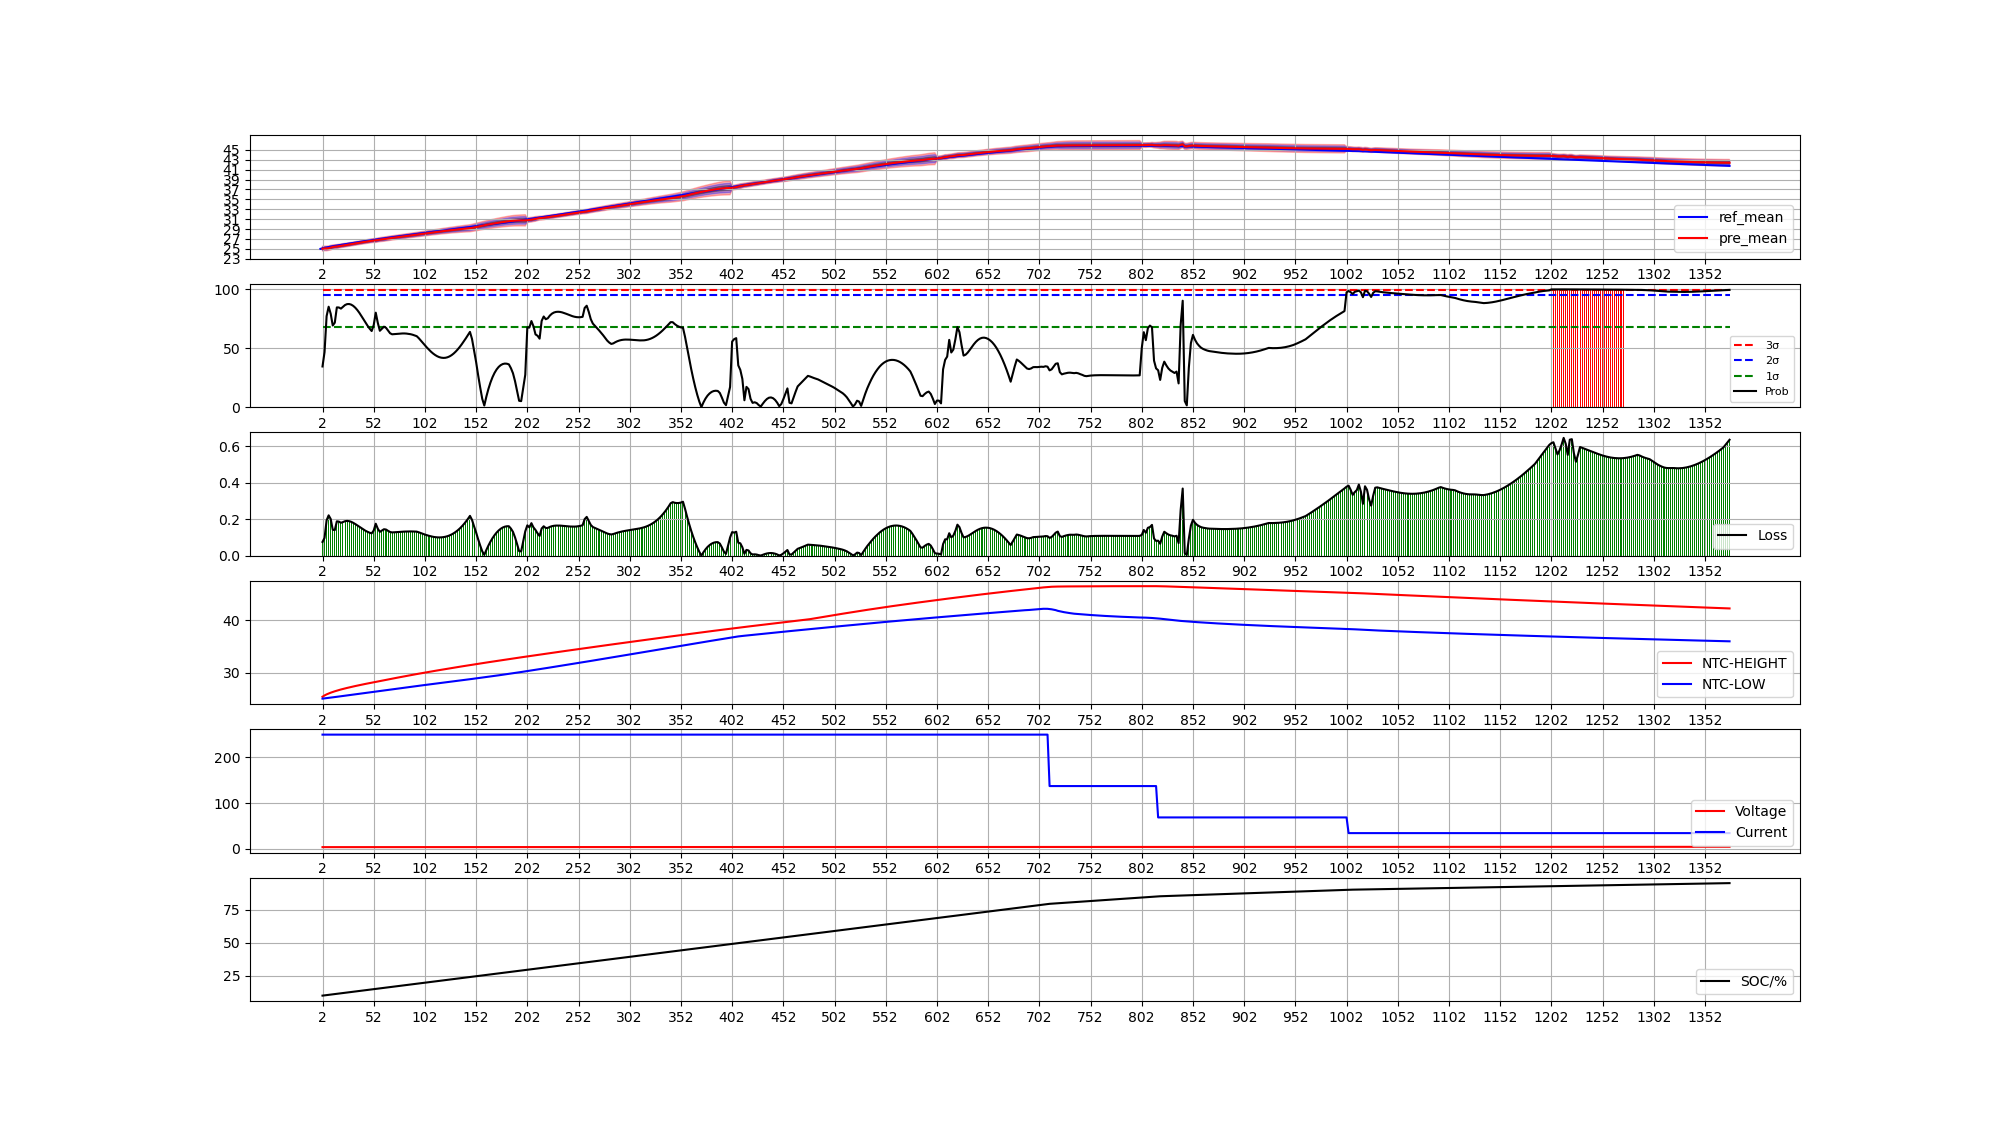 45
43
41
39
37
35
33
31
29
27
25
23
ref_mean
pre_mean
2 52 102 152 202 252 302 352 402 452 502 552 602 652 702 752 802 852 902 952 1002 1052 1102 1152 1202 1252 1302 1352
100
50
0
3σ
2σ
1σ
Prob
2 52 102 152 202 252 302 352 402 452 502 552 602 652 702 752 802 852 902 952 1002 1052 1102 1152 1202 1252 1302 1352
0.6
0.4
0.2
0.0
Loss
2 52 102 152 202 252 302 352 402 452 502 552 602 652 702 752 802 852 902 952 1002 1052 1102 1152 1202 1252 1302 1352
40
30
NTC-HEIGHT
NTC-LOW
2 52 102 152 202 252 302 352 402 452 502 552 602 652 702 752 802 852 902 952 1002 1052 1102 1152 1202 1252 1302 1352
200
100
0
Voltage
Current
2 52 102 152 202 252 302 352 402 452 502 552 602 652 702 752 802 852 902 952 1002 1052 1102 1152 1202 1252 1302 1352
75
50
25
SOC/%
2 52 102 152 202 252 302 352 402 452 502 552 602 652 702 752 802 852 902 952 1002 1052 1102 1152 1202 1252 1302 1352